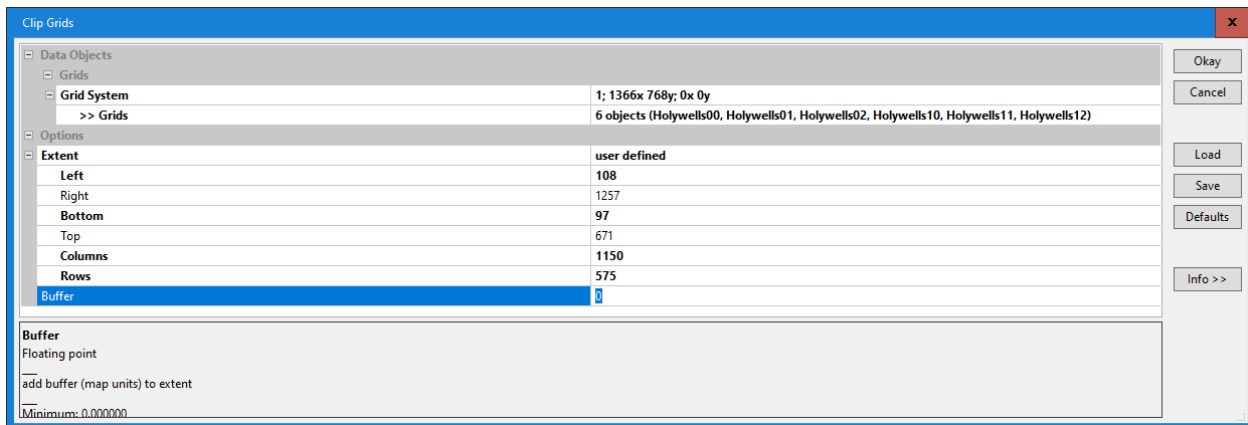 Clip Grids
x
Data Objects
Grids
Grid System 1; 1366x 768y; 0x 0y
>> Grids 6 objects (Holywells00, Holywells01, Holywells02, Holywells10, Holywells11, Holywells12)
Options
Extent user defined
Left 108
Right 1257
Bottom 97
Top 671
Columns 1150
Rows 575
Buffer 0
Okay
Cancel
Load
Save
Defaults
Info >>
Buffer
Floating point
__
add buffer (map units) to extent
__
Minimum: 0.000000